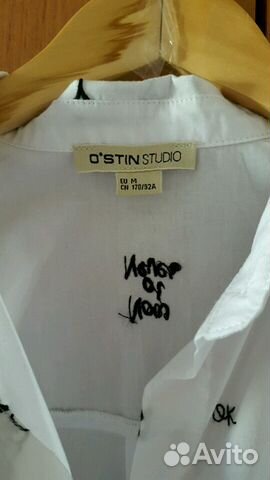 O'STIN STUDIO
EU M
CN 170/92A
OK
Avito